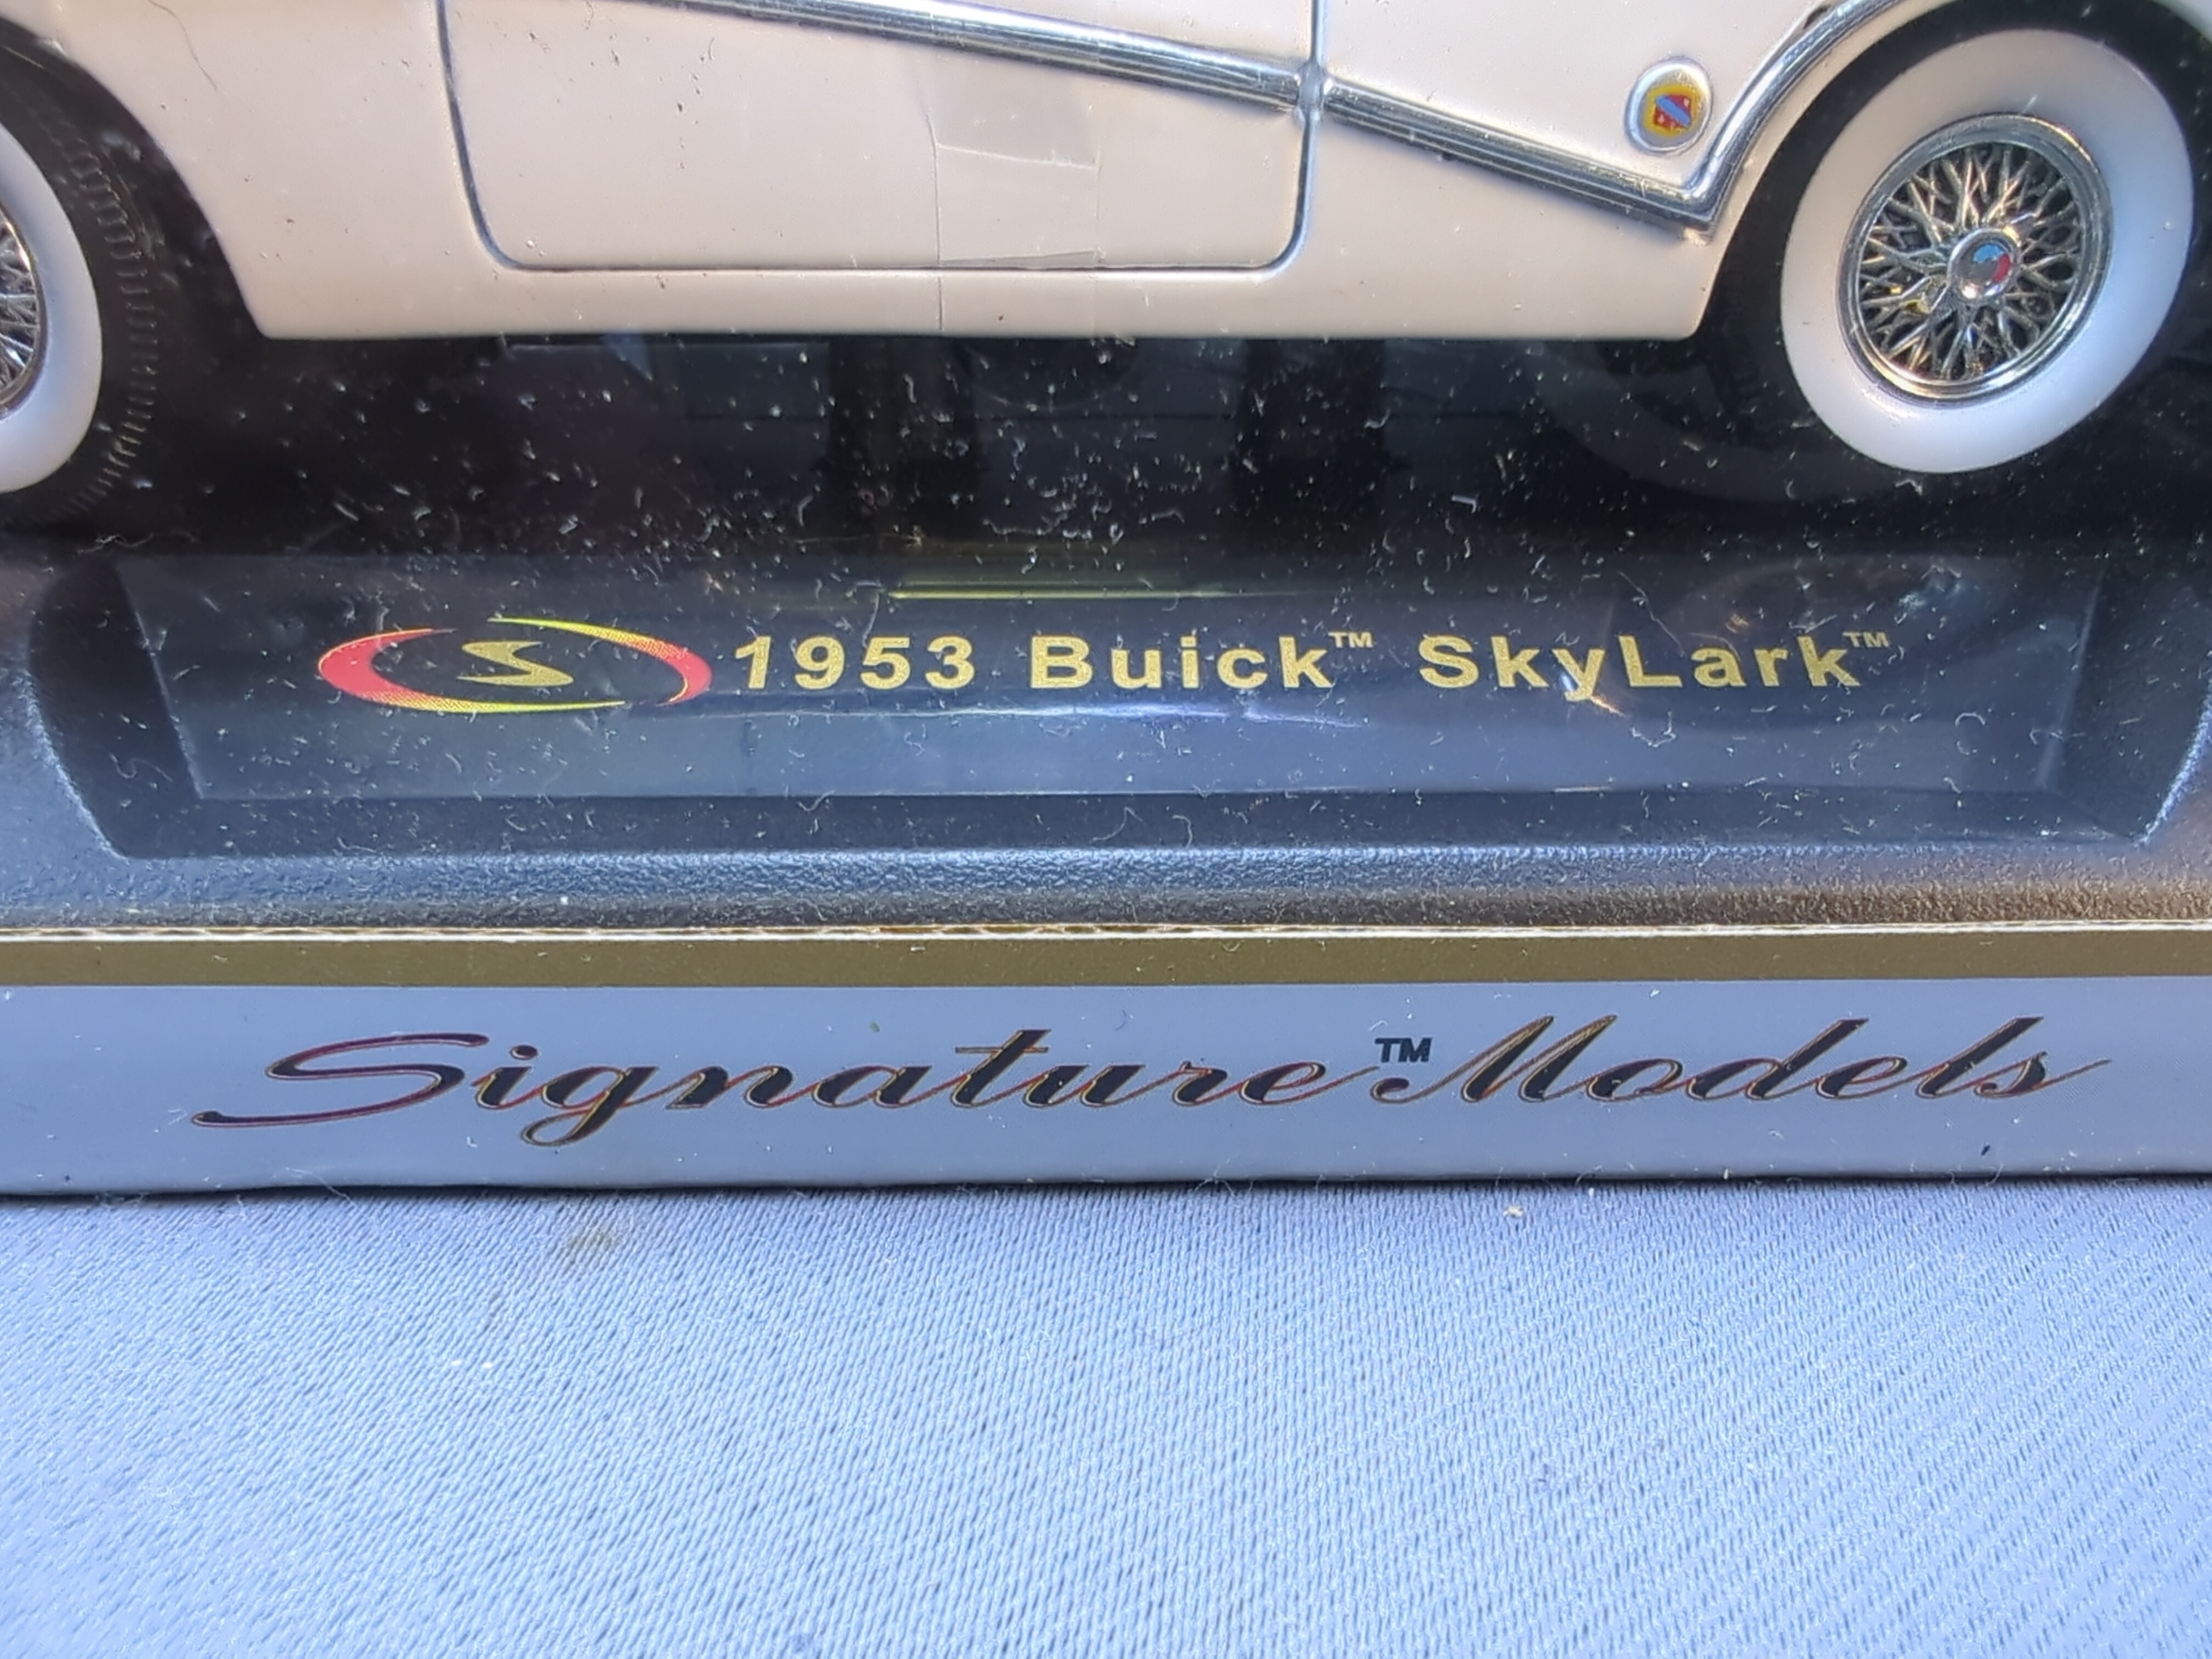 S 1953 Buick™ SkyLark™
Signature™ Models